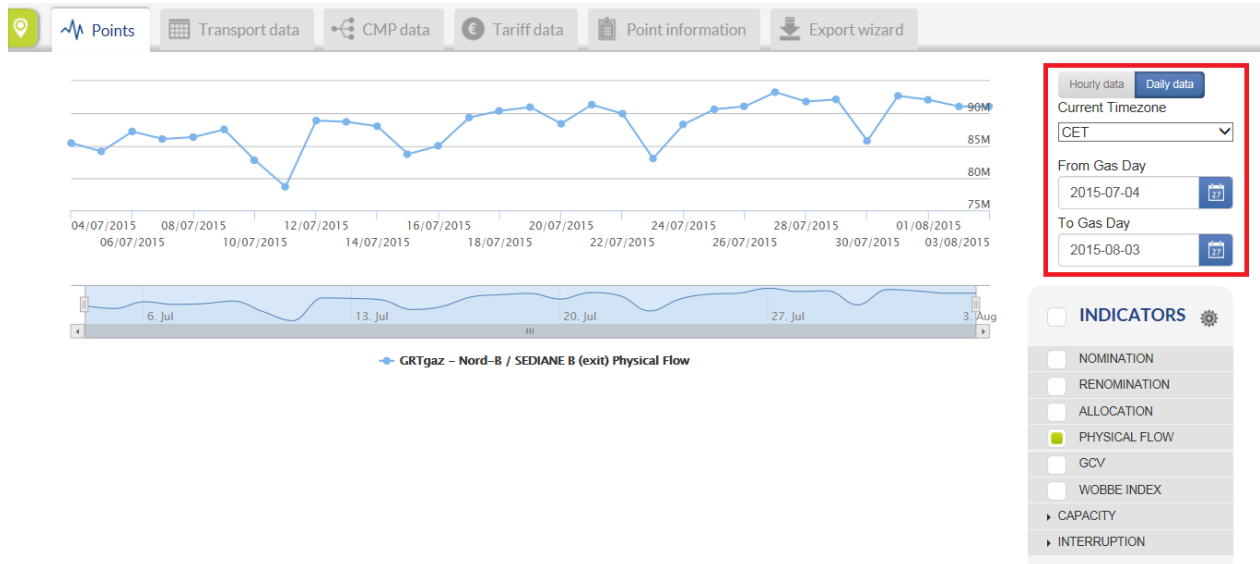 Points
Transport data
CMP data
Tariff data
Point information
Export wizard
90M
85M
80M
75M
04/07/2015 08/07/2015 12/07/2015 16/07/2015 20/07/2015 24/07/2015 28/07/2015 01/08/2015
06/07/2015 10/07/2015 14/07/2015 18/07/2015 22/07/2015 26/07/2015 30/07/2015 03/08/2015
6. Jul 13. Jul 20. Jul 27. Jul 3. Aug
GRTgaz – Nord–B / SEDIANE B (exit) Physical Flow
Hourly data Daily data
Current Timezone
CET
From Gas Day
2015-07-04
27
To Gas Day
2015-08-03
27
INDICATORS
NOMINATION
RENOMINATION
ALLOCATION
PHYSICAL FLOW
GCV
WOBBE INDEX
CAPACITY
INTERRUPTION